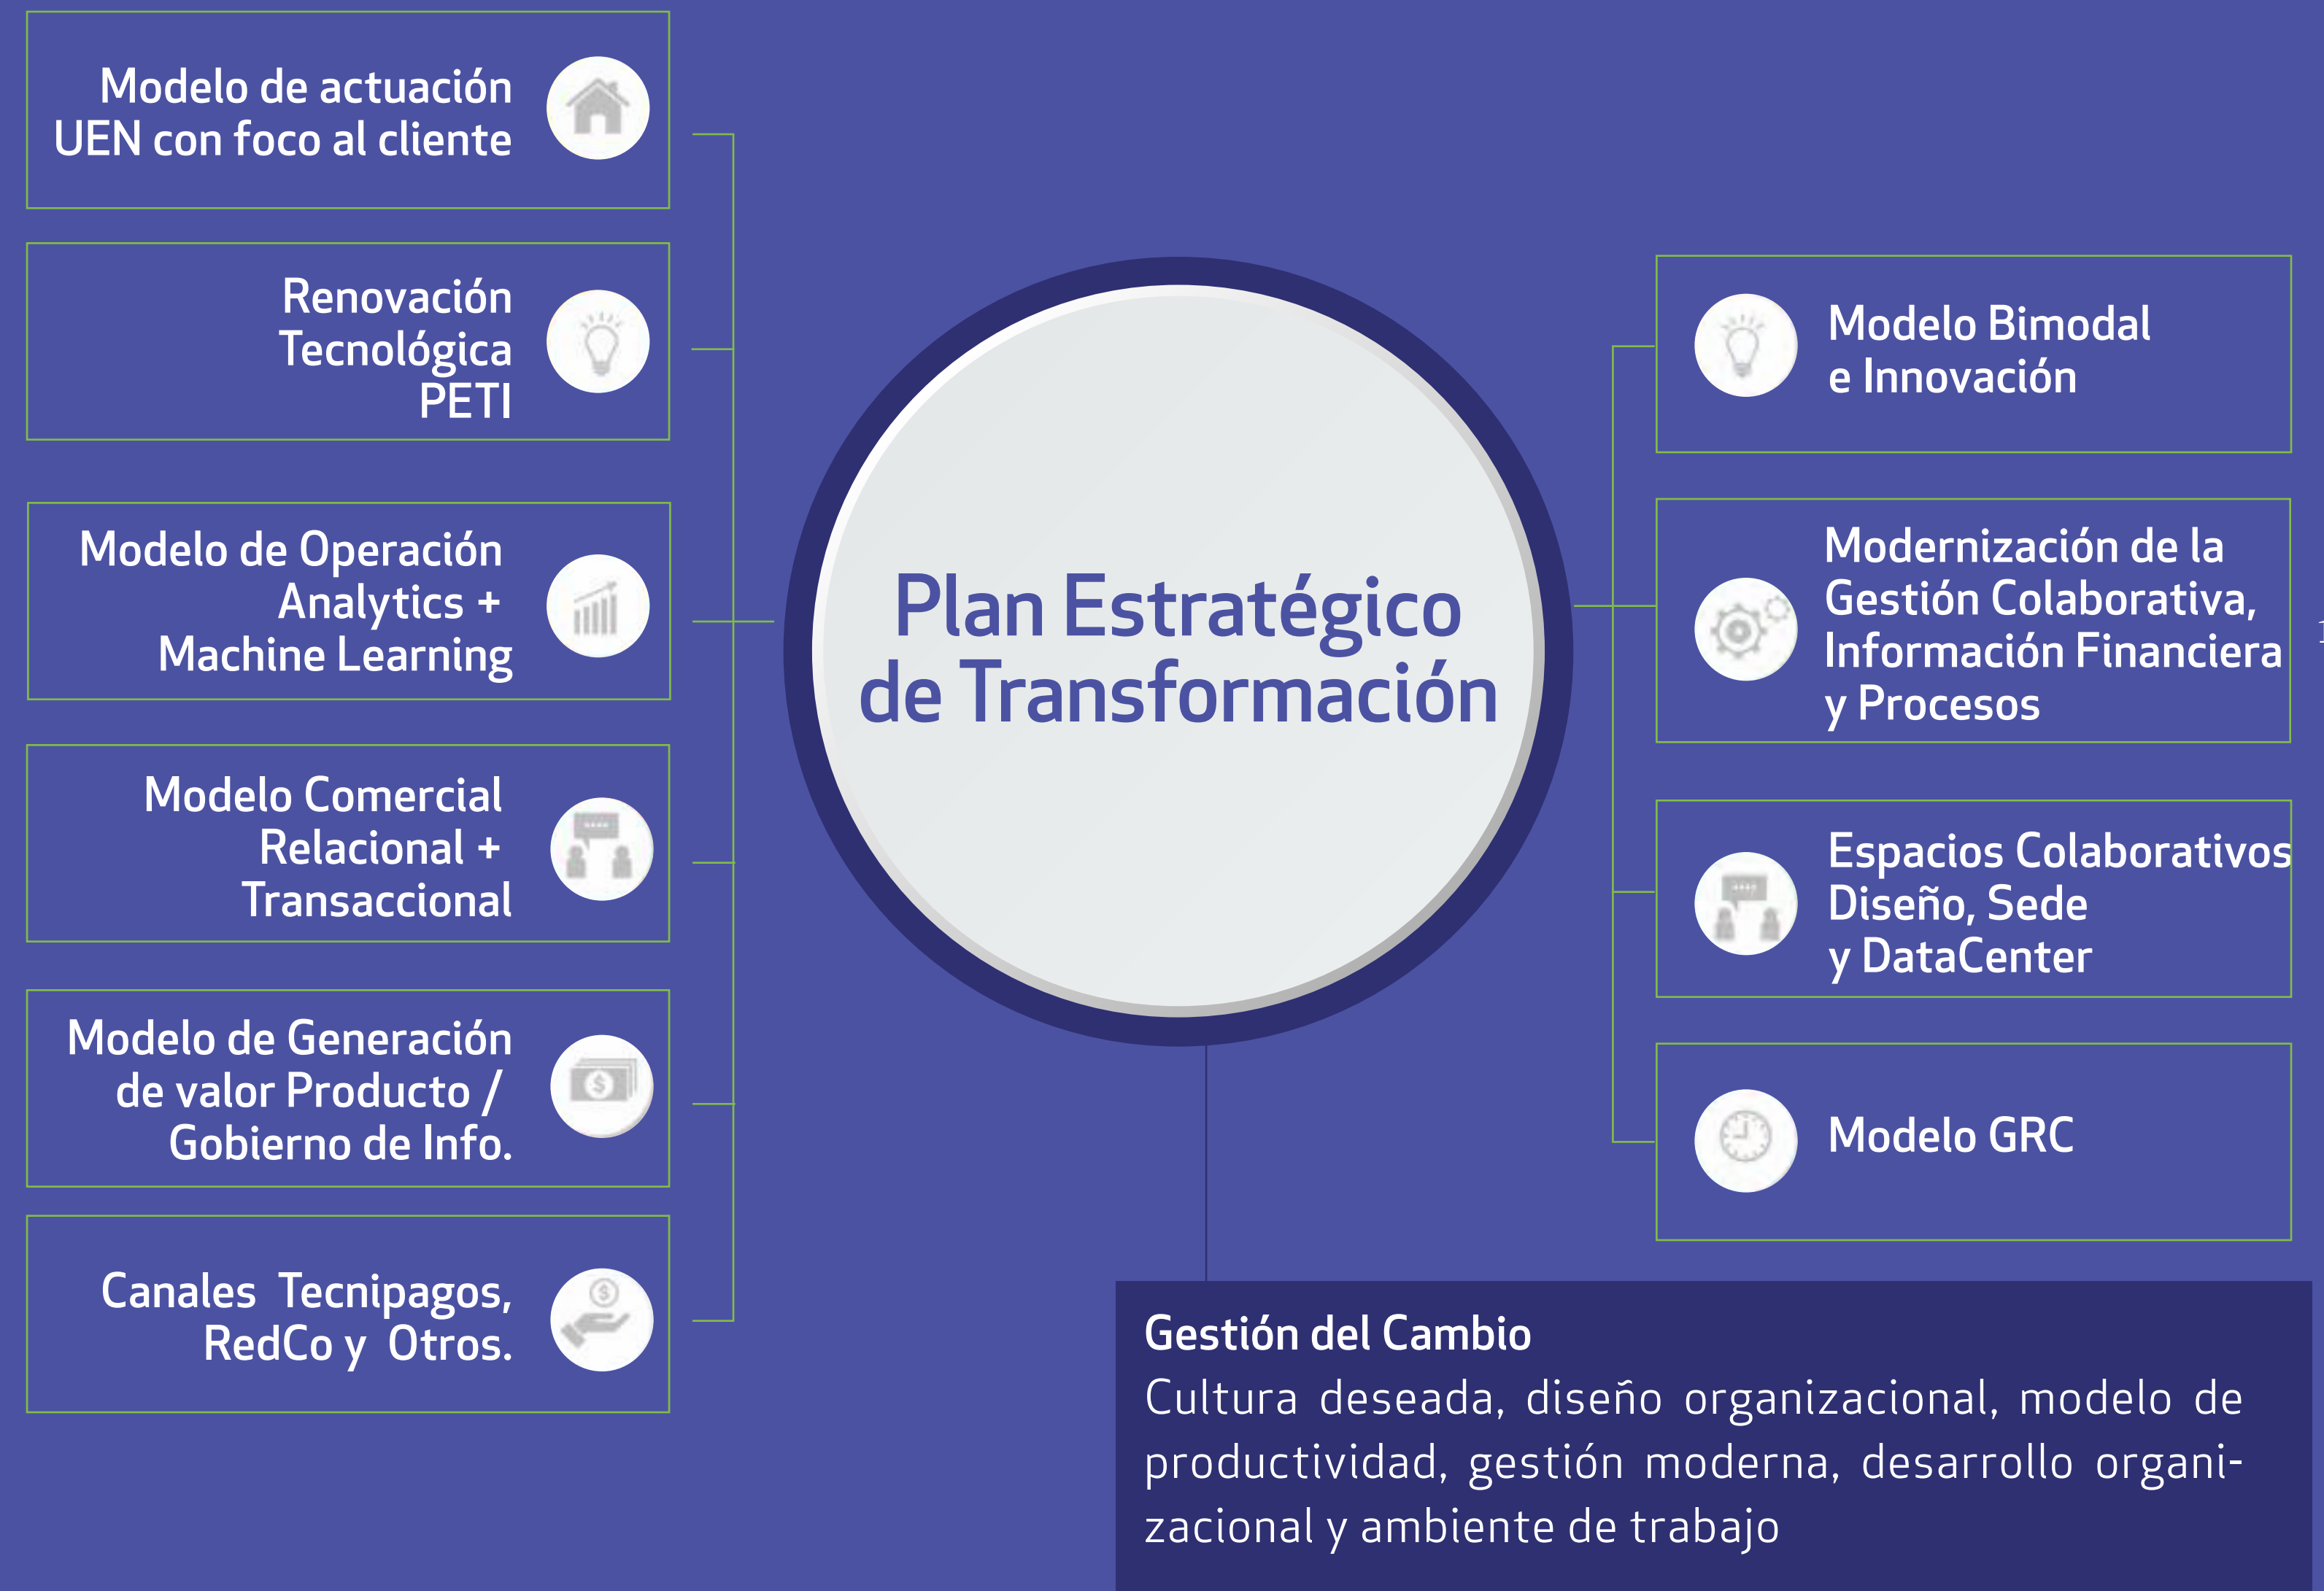 Modelo de actuación
UEN con foco al cliente
Renovación
Tecnológica
PETI
Modelo de Operación
Analytics +
Machine Learning
Modelo Comercial
Relacional +
Transaccional
Modelo de Generación
de valor Producto /
Gobierno de Info.
Canales Tecnipagos,
RedCo y Otros.
Plan Estratégico
de Transformación
Modelo Bimodal
e Innovación
Modernización de la
Gestión Colaborativa,
Información Financiera
y Procesos
Espacios Colaborativos
Diseño, Sede
y DataCenter
Modelo GRC
Gestión del Cambio
Cultura deseada, diseño organizacional, modelo de
productividad, gestión moderna, desarrollo organi-
zacional y ambiente de trabajo